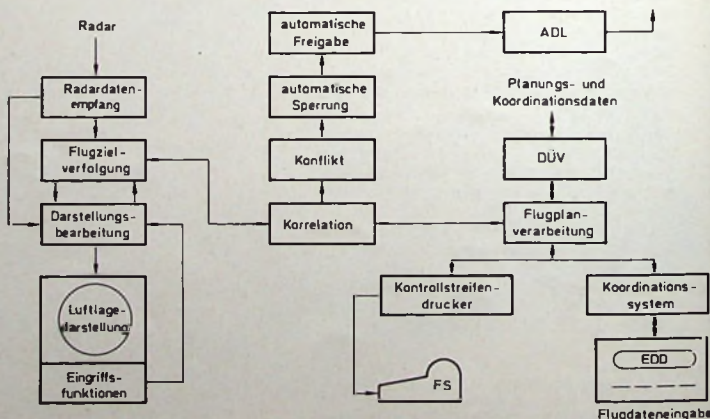 Radar
Radardaten-
empfang
Flugziel-
verfolgung
Darstellungs-
bearbeitung
Luftlage-
darstellung
Eingriffs-
funktionen
automatische
Freigabe
automatische
Sperrung
Konflikt
Korrelation
ADL
Planungs- und
Koordinationsdaten
DÜV
Flugplan-
verarbeitung
Kontrollstreifen-
drucker
FS
Koordinations-
system
EDD
Flugdateneingabe